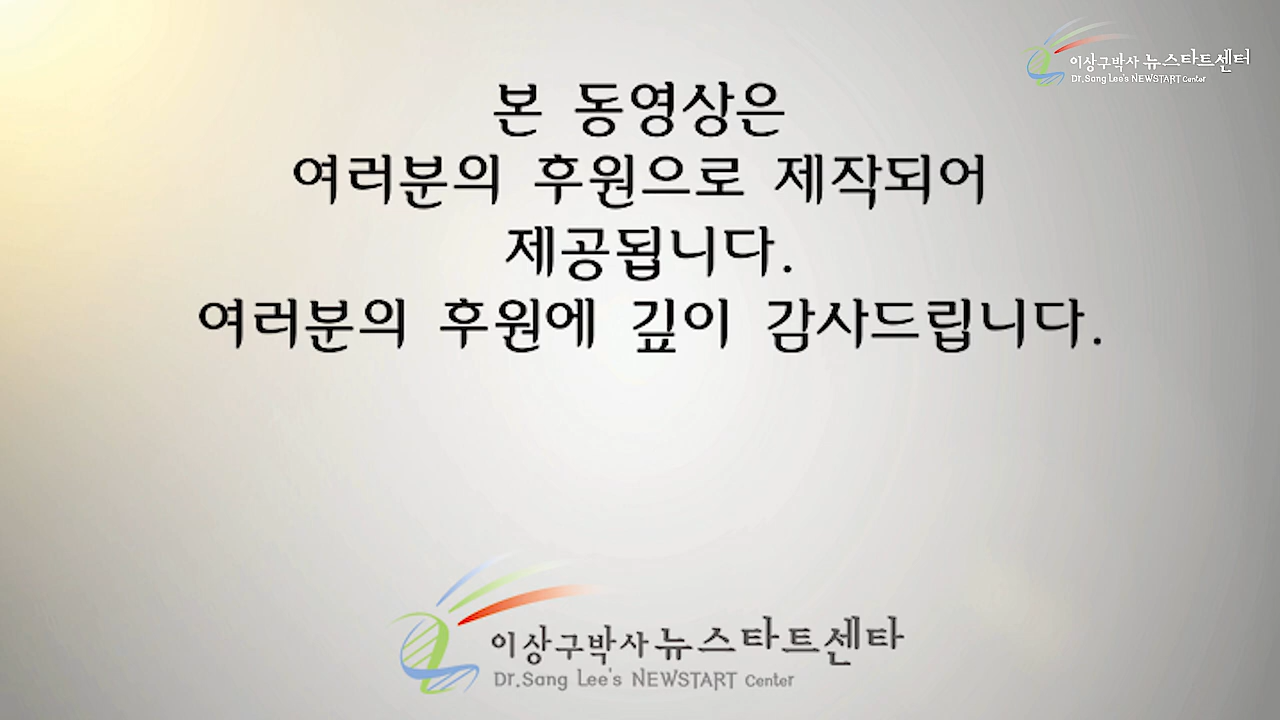 이상구박사 뉴스타트센터
Dr.Sang Lee's NEWSTART Center
본 동영상은
여러분의 후원으로 제작되어
제공됩니다.
여러분의 후원에 깊이 감사드립니다.
이상구박사 뉴스타트센타
Dr.Sang Lee's NEWSTART Center